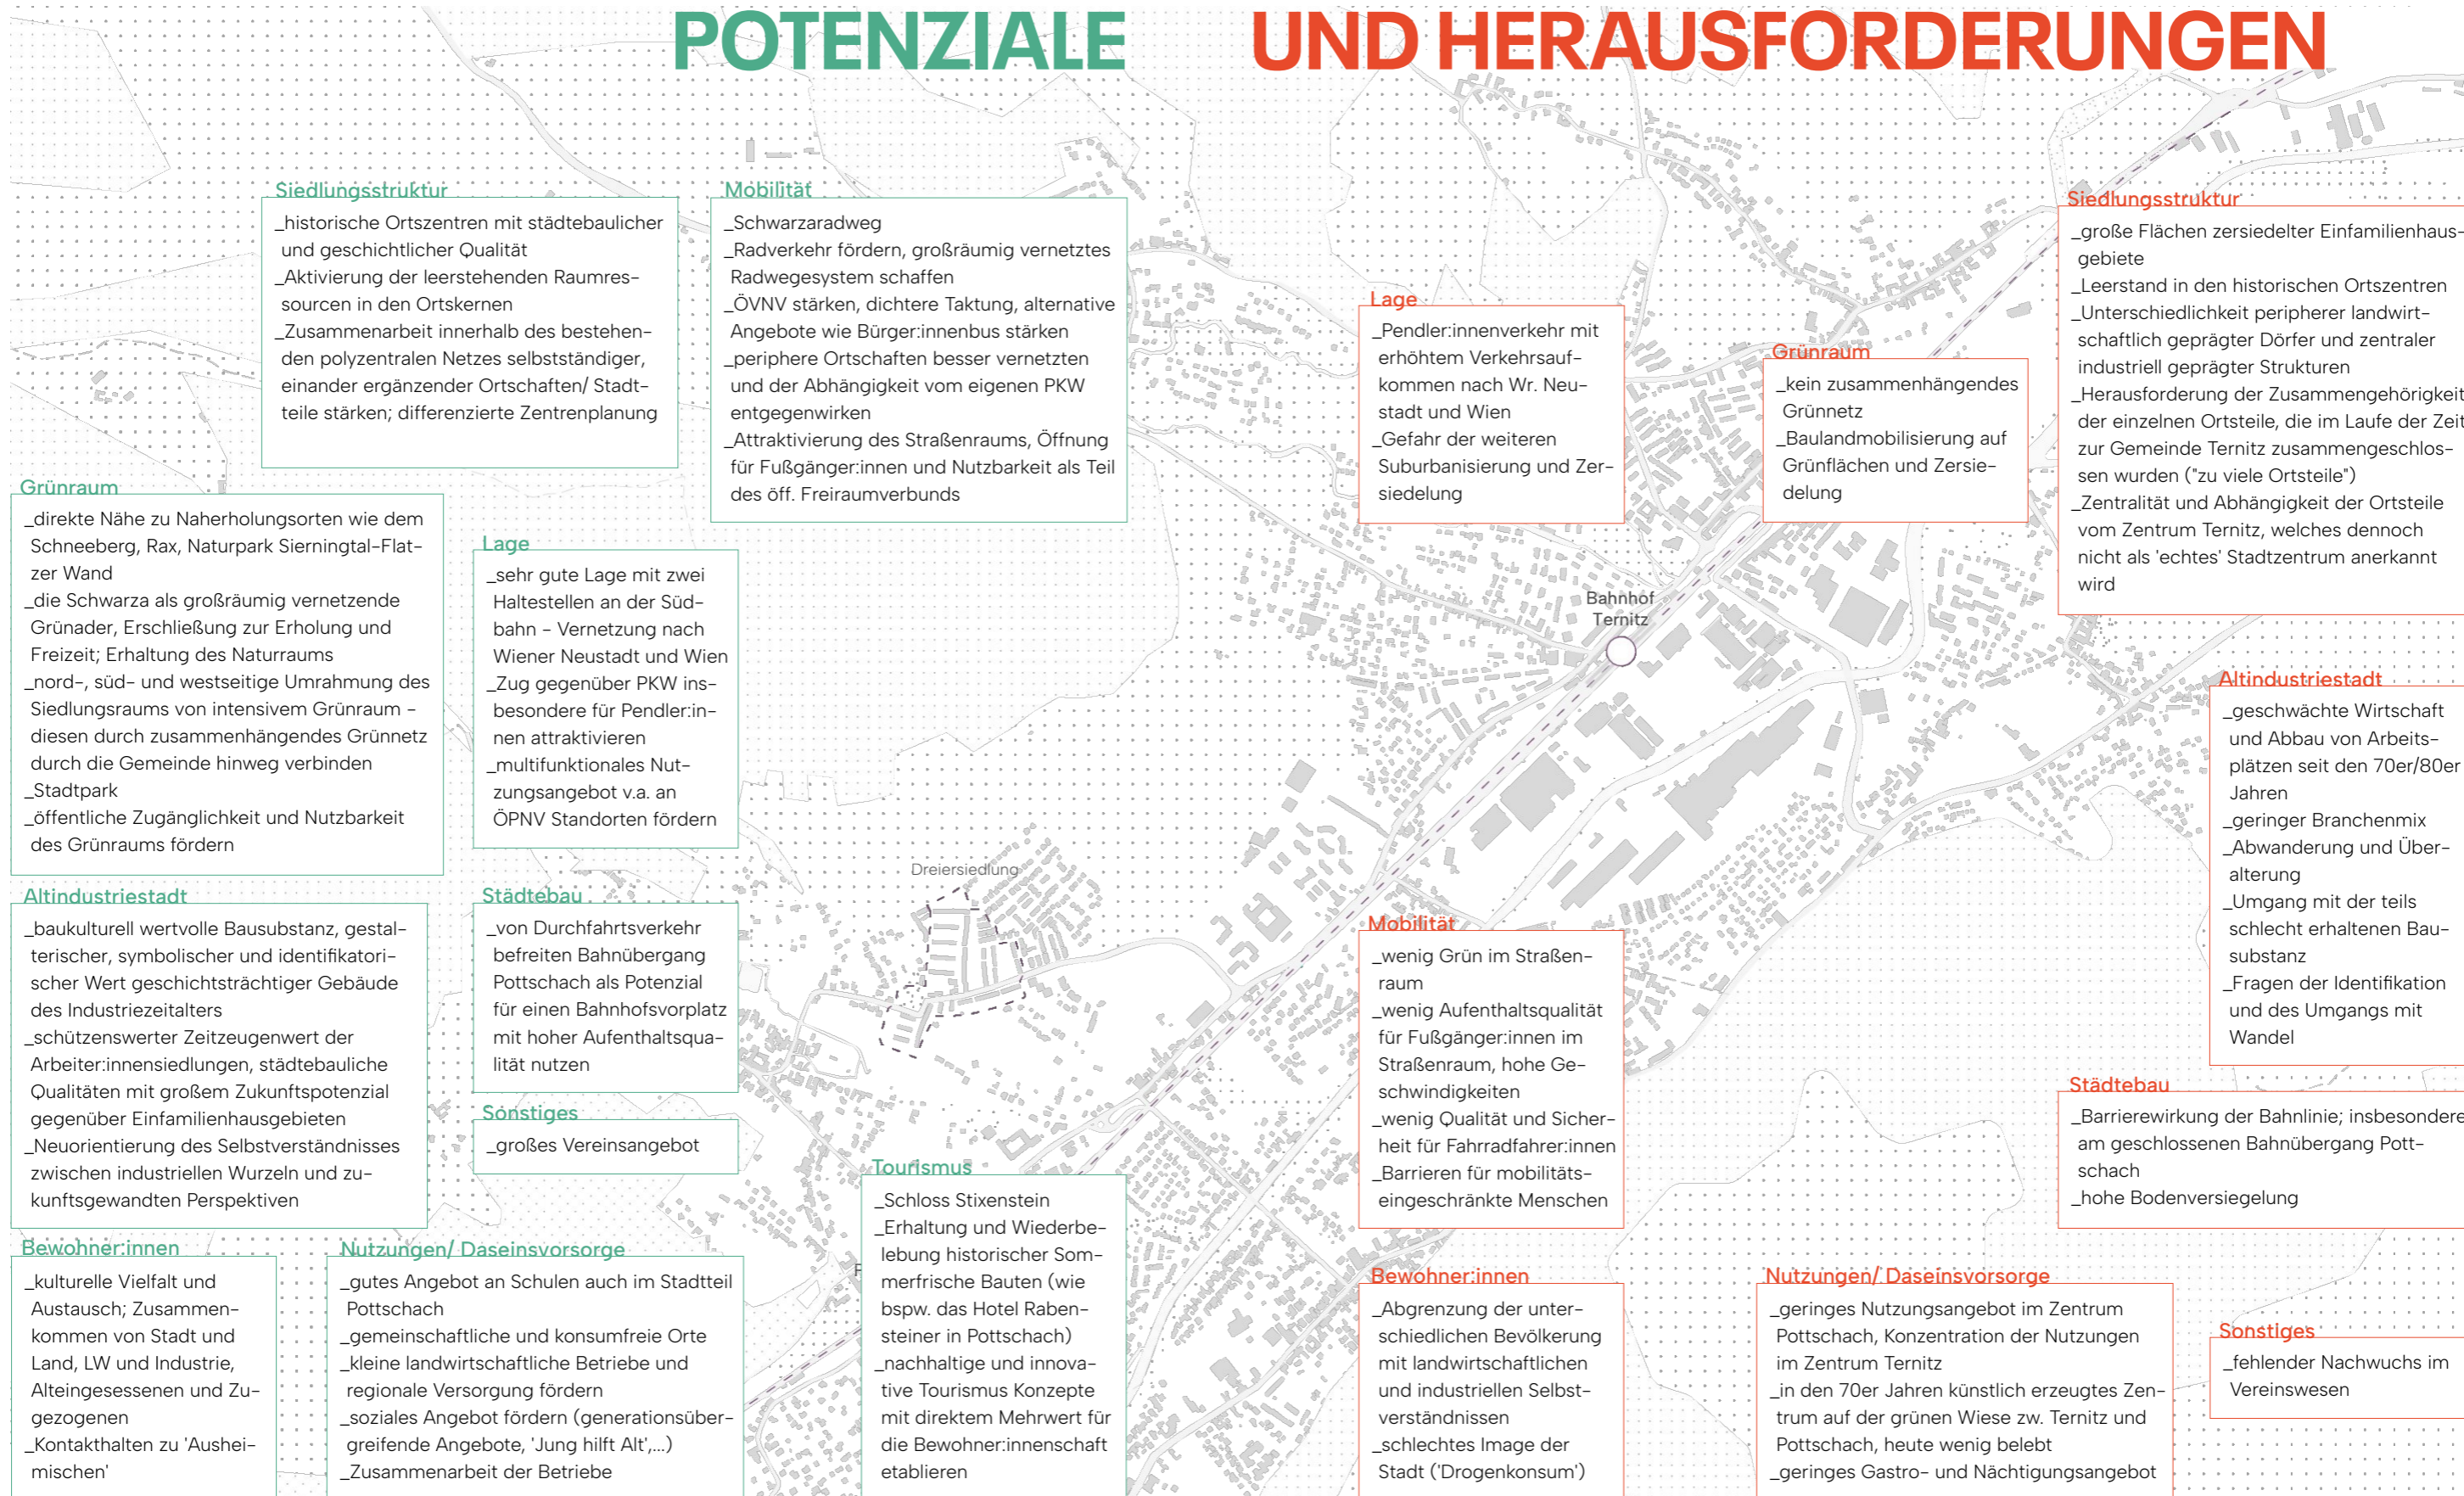 POTENZIALE UND HERAUSFORDERUNGEN
Siedlungsstruktur
_historische Ortszentren mit städtebaulicher
und geschichtlicher Qualität
_Aktivierung der leerstehenden Raumres-
sourcen in den Ortskernen
_Zusammenarbeit innerhalb des bestehen-
den polyzentralen Netzes selbstständiger,
einander ergänzender Ortschaften/ Stadt-
teile stärken; differenzierte Zentrenplanung
Mobilität
_Schwarzaradweg
_Radverkehr fördern, großräumig vernetztes
Radwegesystem schaffen
_ÖVNV stärken, dichtere Taktung, alternative
Angebote wie Bürger:innenbus stärken
_periphere Ortschaften besser vernetzten
und der Abhängigkeit vom eigenen PKW
entgegenwirken
_Attraktivierung des Straßenraums, Öffnung
für Fußgänger:innen und Nutzbarkeit als Teil
des öff. Freiraumverbunds
Grünraum
_direkte Nähe zu Naherholungsorten wie dem
Schneeberg, Rax, Naturpark Sierningtal-Flat-
zer Wand
_die Schwarza als großräumig vernetzende
Grünader, Erschließung zur Erholung und
Freizeit; Erhaltung des Naturraums
_nord-, süd- und westseitige Umrahmung des
Siedlungsraums von intensivem Grünraum -
diesen durch zusammenhängendes Grünnetz
durch die Gemeinde hinweg verbinden
_Stadtpark
_öffentliche Zugänglichkeit und Nutzbarkeit
des Grünraums fördern
Lage
_sehr gute Lage mit zwei
Haltestellen an der Süd-
bahn - Vernetzung nach
Wiener Neustadt und Wien
_Zug gegenüber PKW ins-
besondere für Pendler:in-
nen attraktivieren
_multifunktionales Nut-
zungsangebot v.a. an
ÖPNV Standorten fördern
Altindustriestadt
_baukulturell wertvolle Bausubstanz, gestal-
terischer, symbolischer und identifikatori-
scher Wert geschichtsträchtiger Gebäude
des Industriezeitalters
_schützenswerter Zeitzeugenwert der
Arbeiter:innensiedlungen, städtebauliche
Qualitäten mit großem Zukunftspotenzial
gegenüber Einfamilienhausgebieten
_Neuorientierung des Selbstverständnisses
zwischen industriellen Wurzeln und zu-
kunftsgewandten Perspektiven
Städtebau
_von Durchfahrtsverkehr
befreiten Bahnübergang
Pottschach als Potenzial
für einen Bahnhofsvorplatz
mit hoher Aufenthaltsqua-
lität nutzen
Sonstiges
_großes Vereinsangebot
Bewohner:innen
_kulturelle Vielfalt und
Austausch; Zusammen-
kommen von Stadt und
Land, LW und Industrie,
Alteingesessenen und Zu-
gezogenen
_Kontakthalten zu 'Aushei-
mischen'
Nutzungen/ Daseinsvorsorge
_gutes Angebot an Schulen auch im Stadtteil
Pottschach
_gemeinschaftliche und konsumfreie Orte
_kleine landwirtschaftliche Betriebe und
regionale Versorgung fördern
_soziales Angebot fördern (generationsüber-
greifende Angebote, 'Jung hilft Alt',...)
_Zusammenarbeit der Betriebe
Tourismus
_Schloss Stixenstein
_Erhaltung und Wiederbe-
lebung historischer Som-
merfrische Bauten (wie
bspw. das Hotel Raben-
steiner in Pottschach)
_nachhaltige und innova-
tive Tourismus Konzepte
mit direktem Mehrwert für
die Bewohner:innenschaft
etablieren
Dreiersiedlung
Bahnhof
Ternitz
Lage
_Pendler:innenverkehr mit
erhöhtem Verkehrsauf-
kommen nach Wr. Neu-
stadt und Wien
_Gefahr der weiteren
Suburbanisierung und Zer-
siedelung
Grünraum
_kein zusammenhängendes
Grünnetz
_Baulandmobilisierung auf
Grünflächen und Zersie-
delung
Siedlungsstruktur
_große Flächen zersiedelter Einfamilienhaus-
gebiete
_Leerstand in den historischen Ortszentren
_Unterschiedlichkeit peripherer landwirt-
schaftlich geprägter Dörfer und zentraler
industriell geprägter Strukturen
_Herausforderung der Zusammengehörigkeit
der einzelnen Ortsteile, die im Laufe der Zeit
zur Gemeinde Ternitz zusammengeschlos-
sen wurden ("zu viele Ortsteile")
_Zentralität und Abhängigkeit der Ortsteile
vom Zentrum Ternitz, welches dennoch
nicht als 'echtes' Stadtzentrum anerkannt
wird
Altindustriestadt
_geschwächte Wirtschaft
und Abbau von Arbeits-
plätzen seit den 70er/80er
Jahren
_geringer Branchenmix
_Abwanderung und Über-
alterung
_Umgang mit der teils
schlecht erhaltenen Bau-
substanz
_Fragen der Identifikation
und des Umgangs mit
Wandel
Mobilität
_wenig Grün im Straßen-
raum
_wenig Aufenthaltsqualität
für Fußgänger:innen im
Straßenraum, hohe Ge-
schwindigkeiten
_wenig Qualität und Sicher-
heit für Fahrradfahrer:innen
_Barrieren für mobilitäts-
eingeschränkte Menschen
Städtebau
_Barrierewirkung der Bahnlinie; insbesondere
am geschlossenen Bahnübergang Pott-
schach
_hohe Bodenversiegelung
Bewohner:innen
_Abgrenzung der unter-
schiedlichen Bevölkerung
mit landwirtschaftlichen
und industriellen Selbst-
verständnissen
_schlechtes Image der
Stadt ('Drogenkonsum')
Nutzungen/ Daseinsvorsorge
_geringes Nutzungsangebot im Zentrum
Pottschach, Konzentration der Nutzungen
im Zentrum Ternitz
_in den 70er Jahren künstlich erzeugtes Zen-
trum auf der grünen Wiese zw. Ternitz und
Pottschach, heute wenig belebt
_geringes Gastro- und Nächtigungsangebot
Sonstiges
_fehlender Nachwuchs im
Vereinswesen